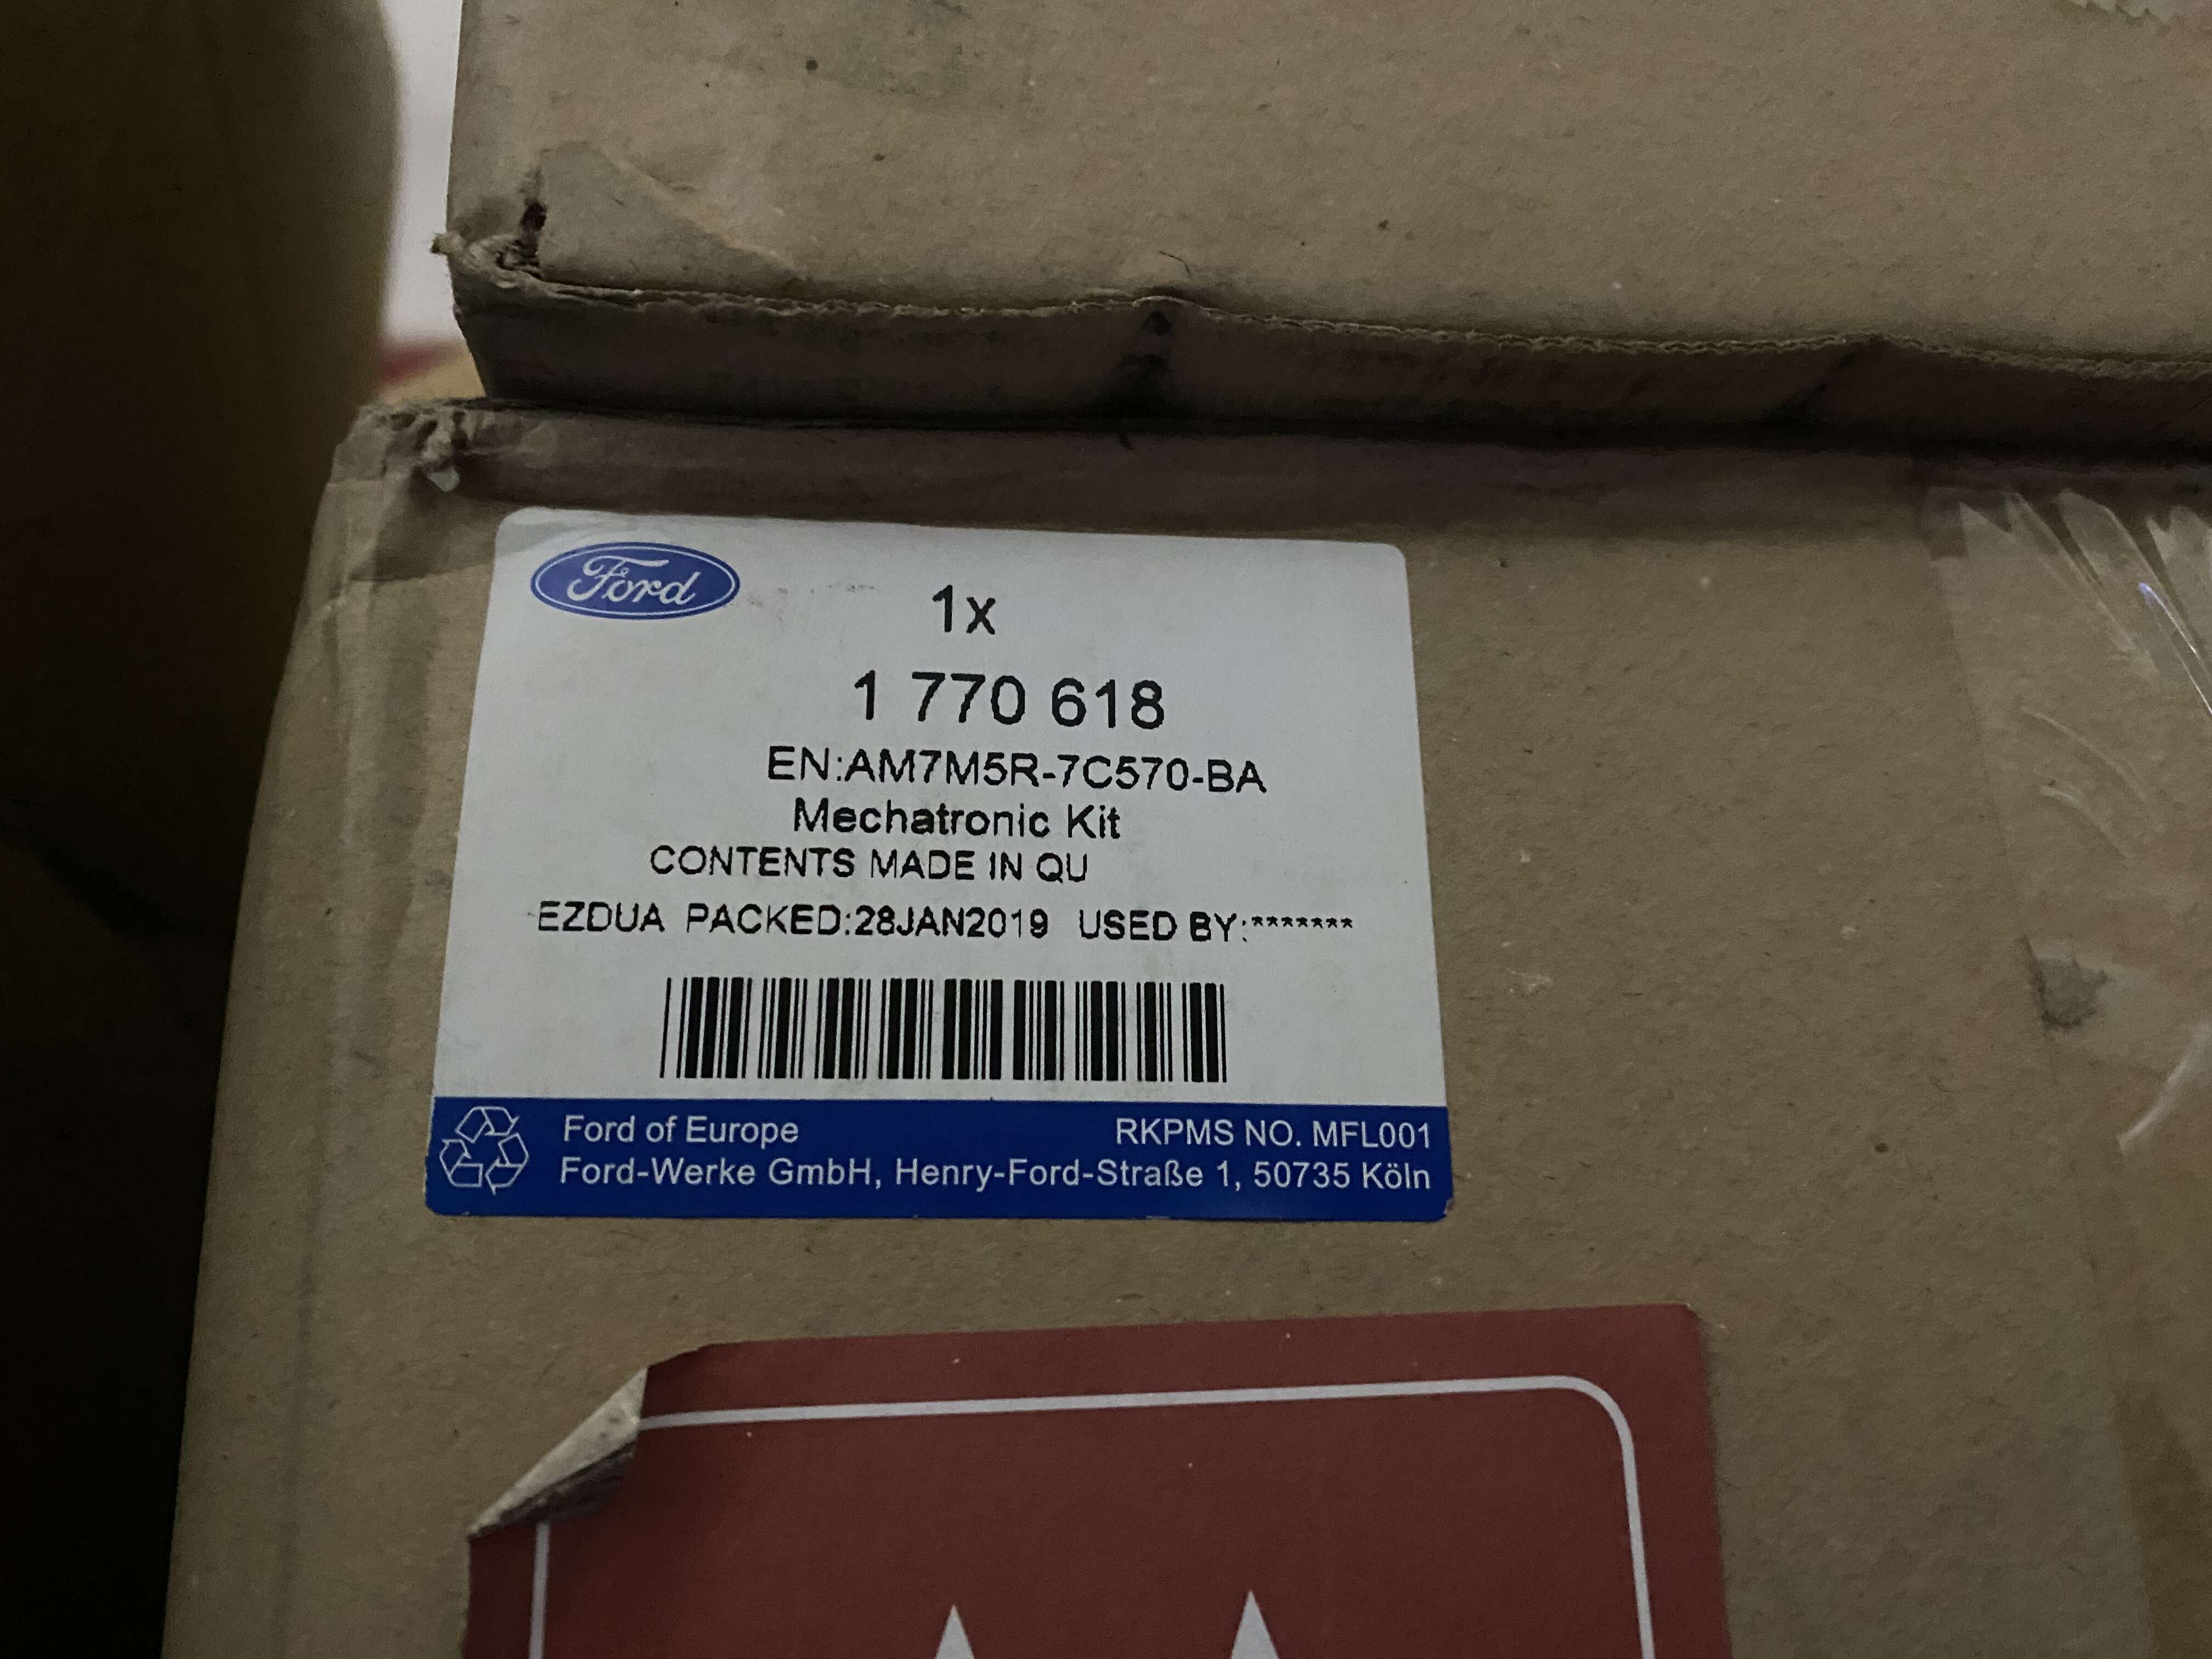 Ford
1x
1 770 618
EN:AM7M5R-7C570-BA
Mechatronic Kit
CONTENTS MADE IN QU
EZDUA PACKED:28JAN2019 USED BY:*******
Ford of Europe RKPMS NO. MFL001
Ford-Werke GmbH, Henry-Ford-Straße 1, 50735 Köln